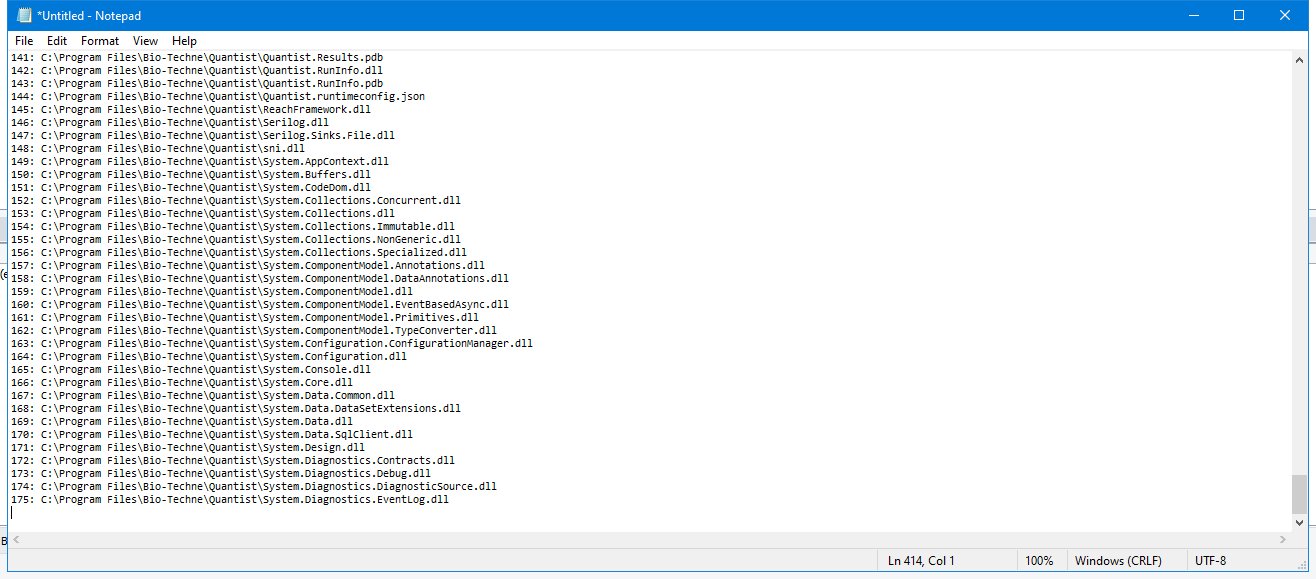 *Untitled - Notepad
File Edit Format View Help
141: C:\Program Files\Bio-Techne\Quantist\Quantist.Results.pdb
142: C:\Program Files\Bio-Techne\Quantist\Quantist.RunInfo.dll
143: C:\Program Files\Bio-Techne\Quantist\Quantist.RunInfo.pdb
144: C:\Program Files\Bio-Techne\Quantist\Quantist.runtimeconfig.json
145: C:\Program Files\Bio-Techne\Quantist\ReachFramework.dll
146: C:\Program Files\Bio-Techne\Quantist\Serilog.dll
147: C:\Program Files\Bio-Techne\Quantist\Serilog.Sinks.File.dll
148: C:\Program Files\Bio-Techne\Quantist\sni.dll
149: C:\Program Files\Bio-Techne\Quantist\System.AppContext.dll
150: C:\Program Files\Bio-Techne\Quantist\System.Buffers.dll
151: C:\Program Files\Bio-Techne\Quantist\System.CodeDom.dll
152: C:\Program Files\Bio-Techne\Quantist\System.Collections.Concurrent.dll
153: C:\Program Files\Bio-Techne\Quantist\System.Collections.dll
154: C:\Program Files\Bio-Techne\Quantist\System.Collections.Immutable.dll
155: C:\Program Files\Bio-Techne\Quantist\System.Collections.NonGeneric.dll
156: C:\Program Files\Bio-Techne\Quantist\System.Collections.Specialized.dll
157: C:\Program Files\Bio-Techne\Quantist\System.ComponentModel.Annotations.dll
158: C:\Program Files\Bio-Techne\Quantist\System.ComponentModel.DataAnnotations.dll
159: C:\Program Files\Bio-Techne\Quantist\System.ComponentModel.dll
160: C:\Program Files\Bio-Techne\Quantist\System.ComponentModel.EventBasedAsync.dll
161: C:\Program Files\Bio-Techne\Quantist\System.ComponentModel.Primitives.dll
162: C:\Program Files\Bio-Techne\Quantist\System.ComponentModel.TypeConverter.dll
163: C:\Program Files\Bio-Techne\Quantist\System.Configuration.ConfigurationManager.dll
164: C:\Program Files\Bio-Techne\Quantist\System.Configuration.dll
165: C:\Program Files\Bio-Techne\Quantist\System.Console.dll
166: C:\Program Files\Bio-Techne\Quantist\System.Core.dll
167: C:\Program Files\Bio-Techne\Quantist\System.Data.Common.dll
168: C:\Program Files\Bio-Techne\Quantist\System.Data.DataSetExtensions.dll
169: C:\Program Files\Bio-Techne\Quantist\System.Data.dll
170: C:\Program Files\Bio-Techne\Quantist\System.Data.SqlClient.dll
171: C:\Program Files\Bio-Techne\Quantist\System.Design.dll
172: C:\Program Files\Bio-Techne\Quantist\System.Diagnostics.Contracts.dll
173: C:\Program Files\Bio-Techne\Quantist\System.Diagnostics.Debug.dll
174: C:\Program Files\Bio-Techne\Quantist\System.Diagnostics.DiagnosticSource.dll
175: C:\Program Files\Bio-Techne\Quantist\System.Diagnostics.EventLog.dll
Ln 414, Col 1 100% Windows (CRLF) UTF-8